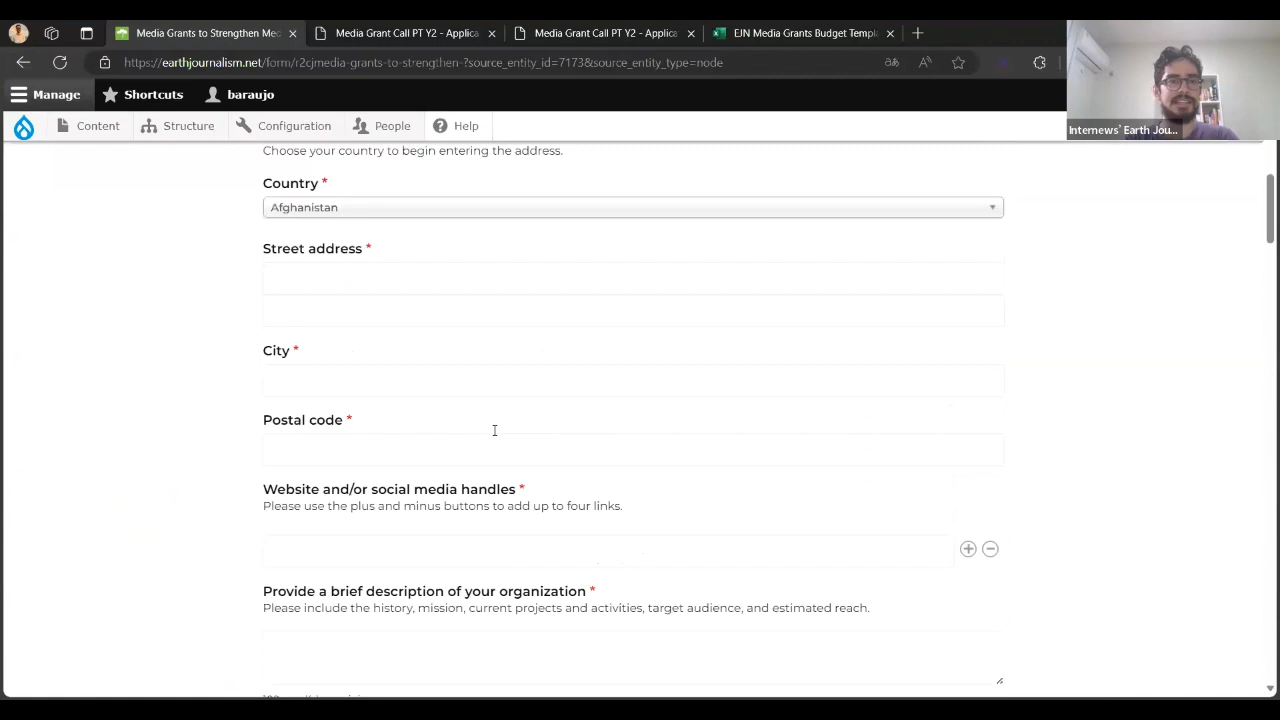 Media Grants to Strengthen Mec
Media Grant Call PT Y2 - Applica
Media Grant Call PT Y2 - Applica
EJN Media Grants Budget Templ
https://earthjournalism.net/form/r2cjmedia-grants-to-strengthen-?source_entity_id=7173&source_entity_type=node
Manage Shortcuts baraujo
Internews' Earth Jou...
Content Structure Configuration People Help
Choose your country to begin entering the address.
Country *
Afghanistan
Street address *
City *
Postal code *
Website and/or social media handles *
Please use the plus and minus buttons to add up to four links.
Provide a brief description of your organization *
Please include the history, mission, current projects and activities, target audience, and estimated reach.